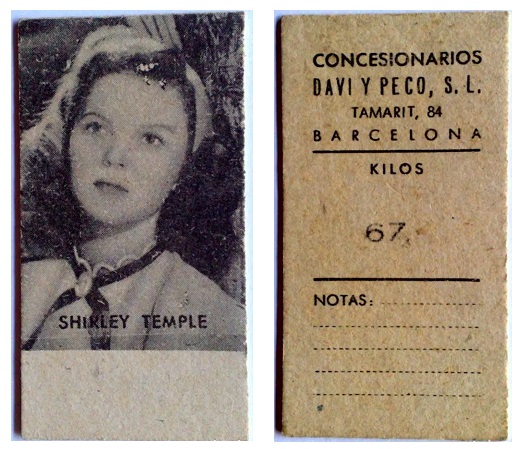 SHIRLEY TEMPLE
CONCESIONARIOS
DAVI Y PECO, S. L.
TAMARIT, 84
BARCELONA
KILOS
67
NOTAS: